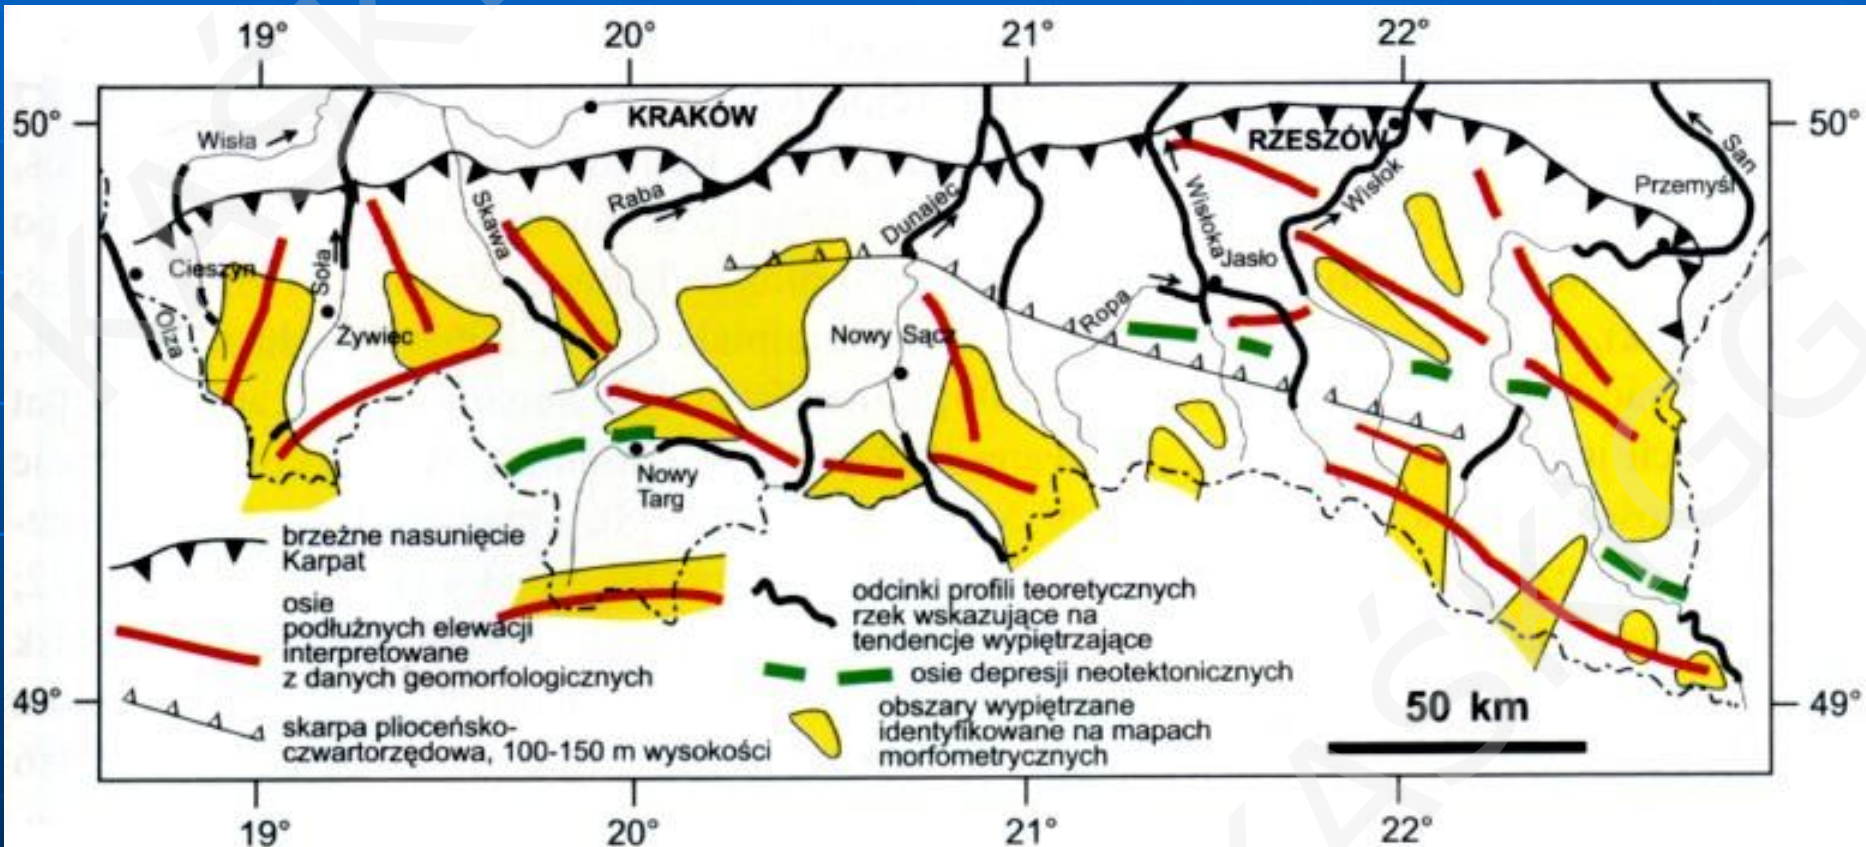 19° 20° 21° 22°
50° 50°
KRAKÓW
RZESZÓW
Wisła
San
Przemyśl
Skawa
Raba
Dunajec
Wisłoka
Wisłok
Cieszyn
Soła
Jasło
Olza
Żywiec
Nowy Sącz
Ropa
Nowy
Targ
brzeżne nasunięcie
Karpat
osie
podłużnych elewacji
interpretowane
z danych geomorfologicznych
skarpa plioceńsko-
czwartorzędowa, 100-150 m wysokości
odcinki profili teoretycznych
rzek wskazujące na
tendencje wypiętrzające
osie depresji neotektonicznych
obszary wypiętrzane
identyfikowane na mapach
morfometrycznych
50 km
49° 49°
19° 20° 21° 22°